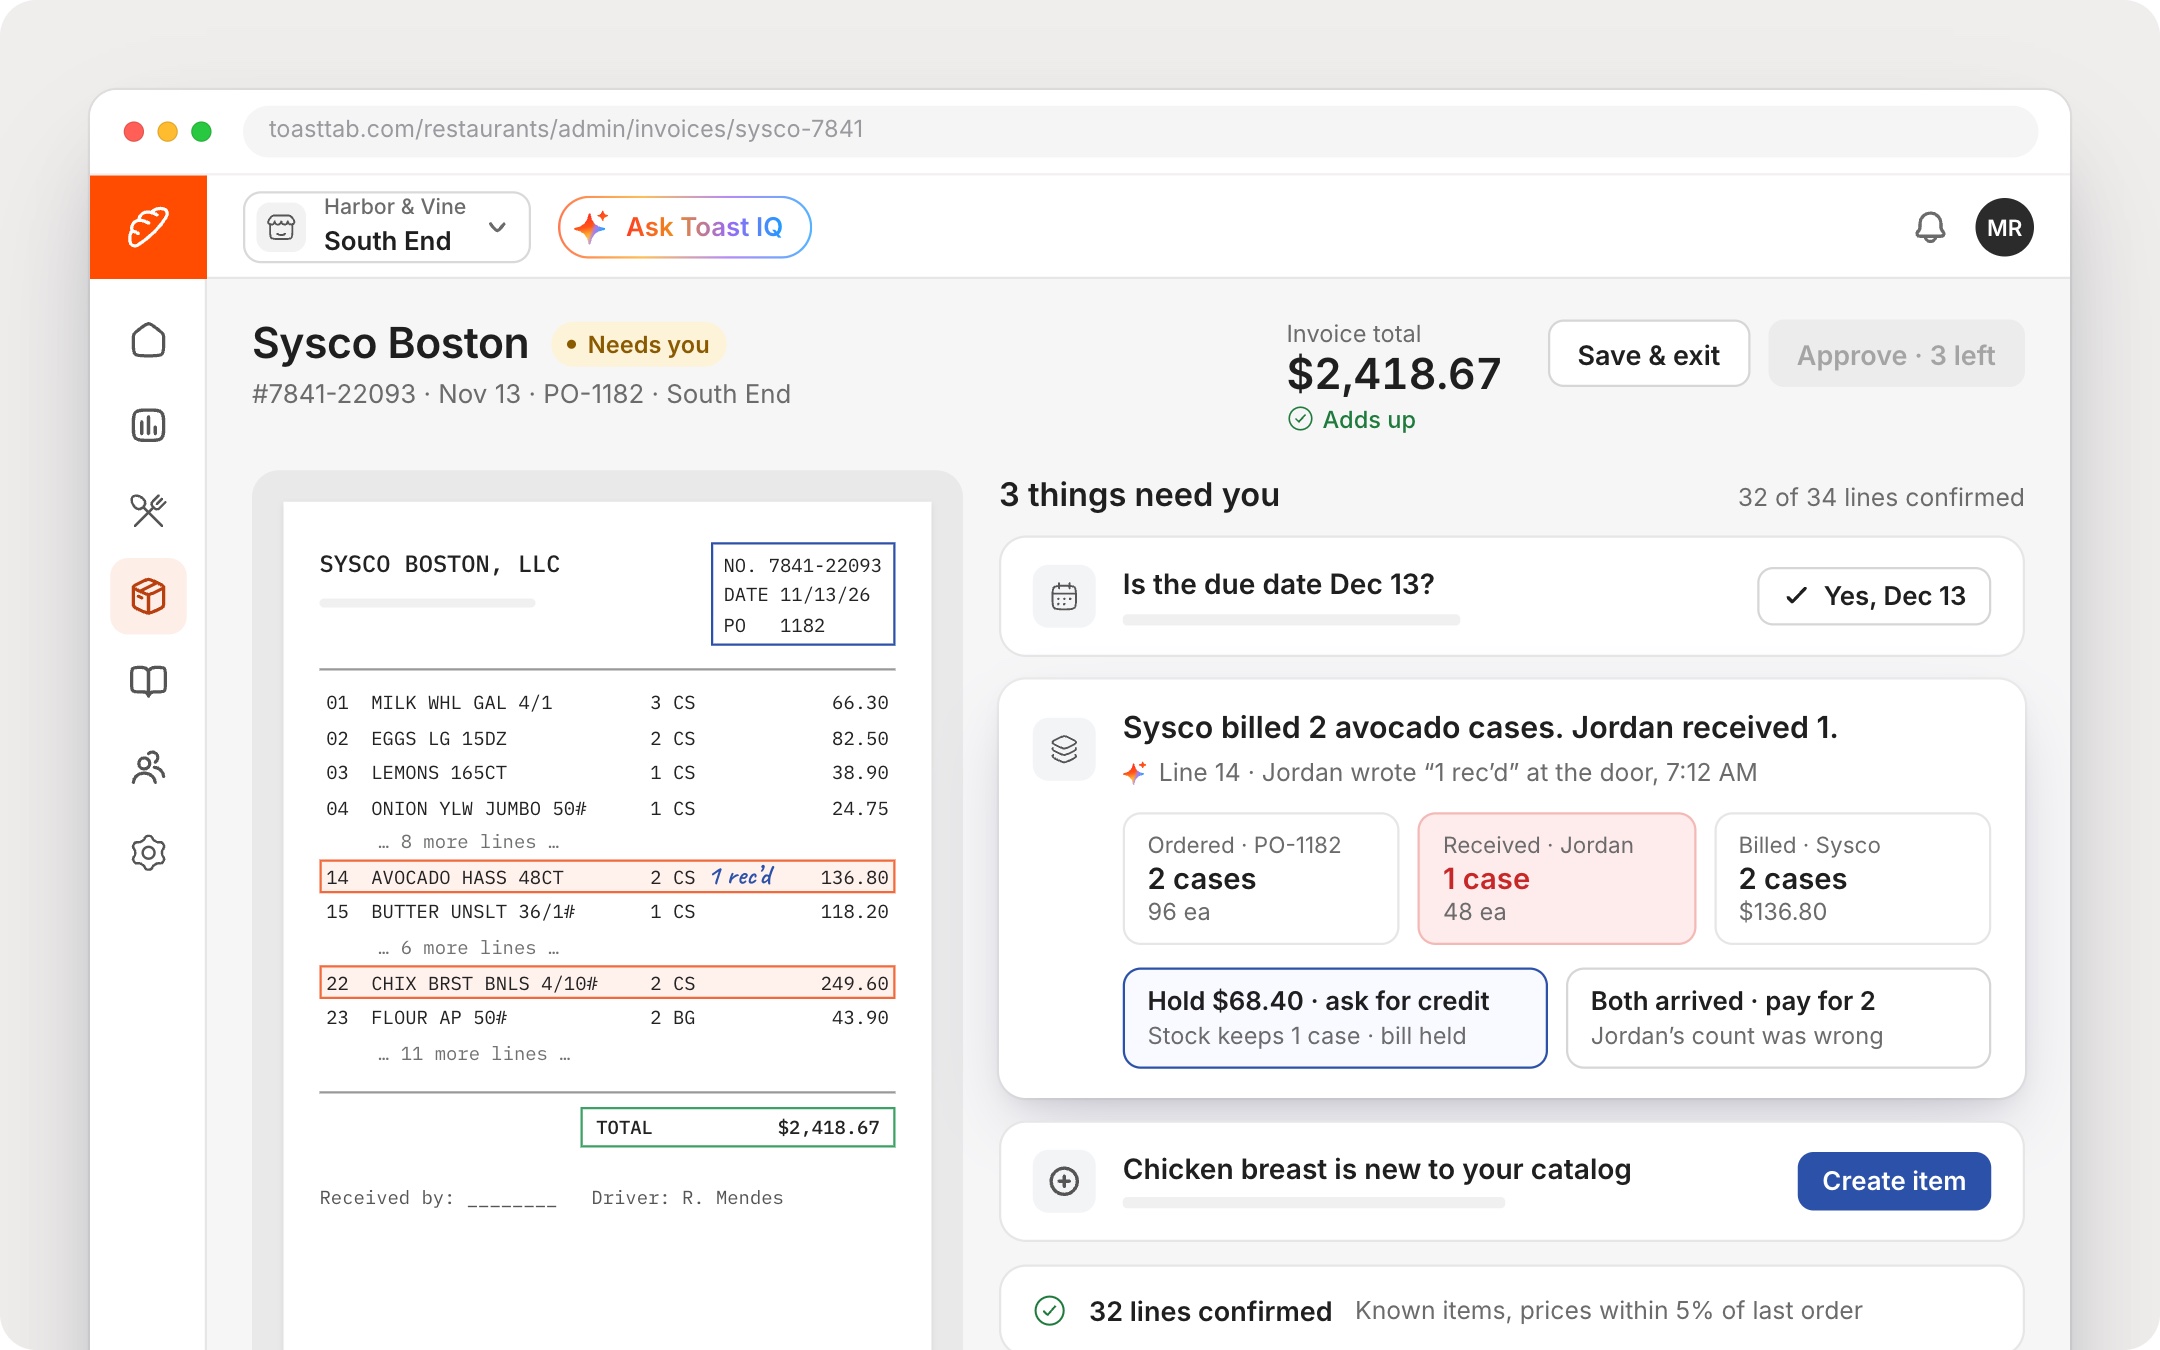 toasttab.com/restaurants/admin/invoices/sysco-7841
Harbor & Vine
South End
Ask Toast IQ
MR
Sysco Boston
• Needs you
#7841-22093 · Nov 13 · PO-1182 · South End
Invoice total
$2,418.67
Adds up
Save & exit
Approve · 3 left
SYSCO BOSTON, LLC
NO. 7841-22093
DATE 11/13/26
PO 1182
01 MILK WHL GAL 4/1 3 CS 66.30
02 EGGS LG 15DZ 2 CS 82.50
03 LEMONS 165CT 1 CS 38.90
04 ONION YLW JUMBO 50# 1 CS 24.75
… 8 more lines …
14 AVOCADO HASS 48CT 2 CS 1 rec’d 136.80
15 BUTTER UNSLT 36/1# 1 CS 118.20
… 6 more lines …
22 CHIX BRST BNLS 4/10# 2 CS 249.60
23 FLOUR AP 50# 2 BG 43.90
… 11 more lines …
TOTAL $2,418.67
Received by: ________ Driver: R. Mendes
3 things need you
32 of 34 lines confirmed
Is the due date Dec 13?
Yes, Dec 13
Sysco billed 2 avocado cases. Jordan received 1.
Line 14 · Jordan wrote “1 rec’d” at the door, 7:12 AM
Ordered · PO-1182
2 cases
96 ea
Received · Jordan
1 case
48 ea
Billed · Sysco
2 cases
$136.80
Hold $68.40 · ask for credit
Stock keeps 1 case · bill held
Both arrived · pay for 2
Jordan’s count was wrong
Chicken breast is new to your catalog
Create item
32 lines confirmed Known items, prices within 5% of last order